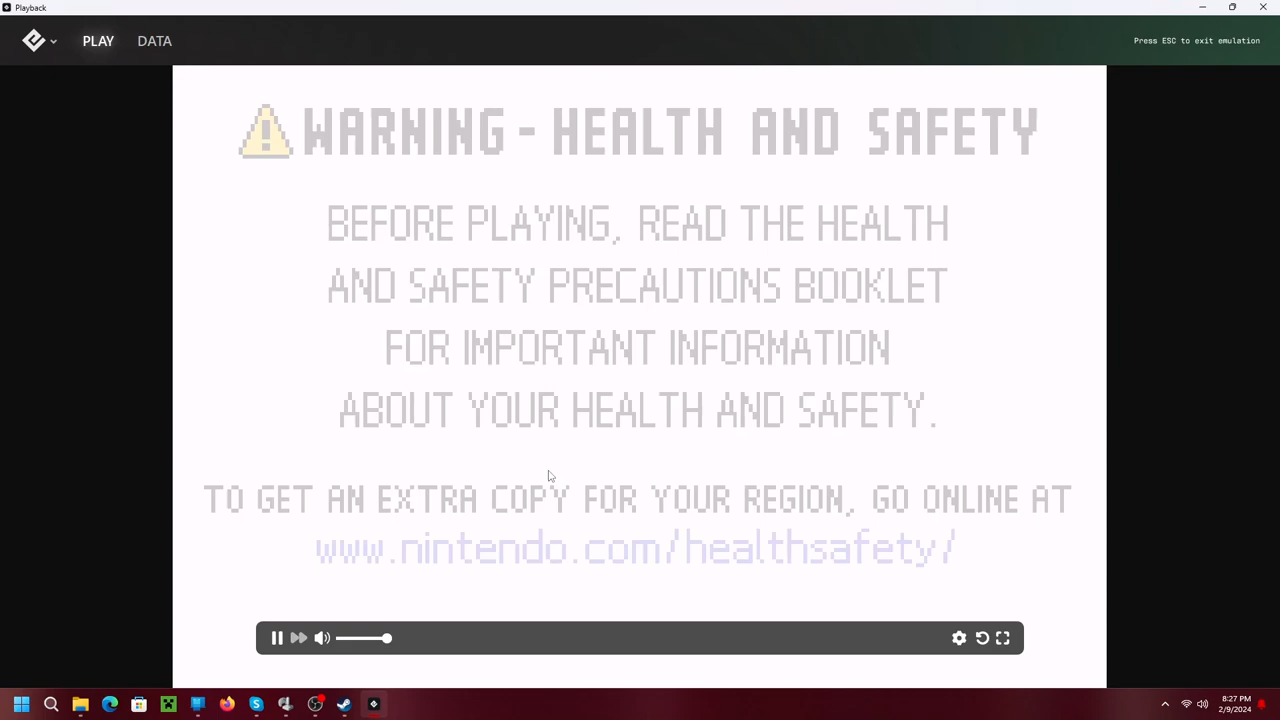 Playback
PLAY DATA
Press ESC to exit emulation
WARNING - HEALTH AND SAFETY
BEFORE PLAYING, READ THE HEALTH
AND SAFETY PRECAUTIONS BOOKLET
FOR IMPORTANT INFORMATION
ABOUT YOUR HEALTH AND SAFETY.
TO GET AN EXTRA COPY FOR YOUR REGION, GO ONLINE AT
www.nintendo.com/healthsafety/
8:27 PM
2/9/2024